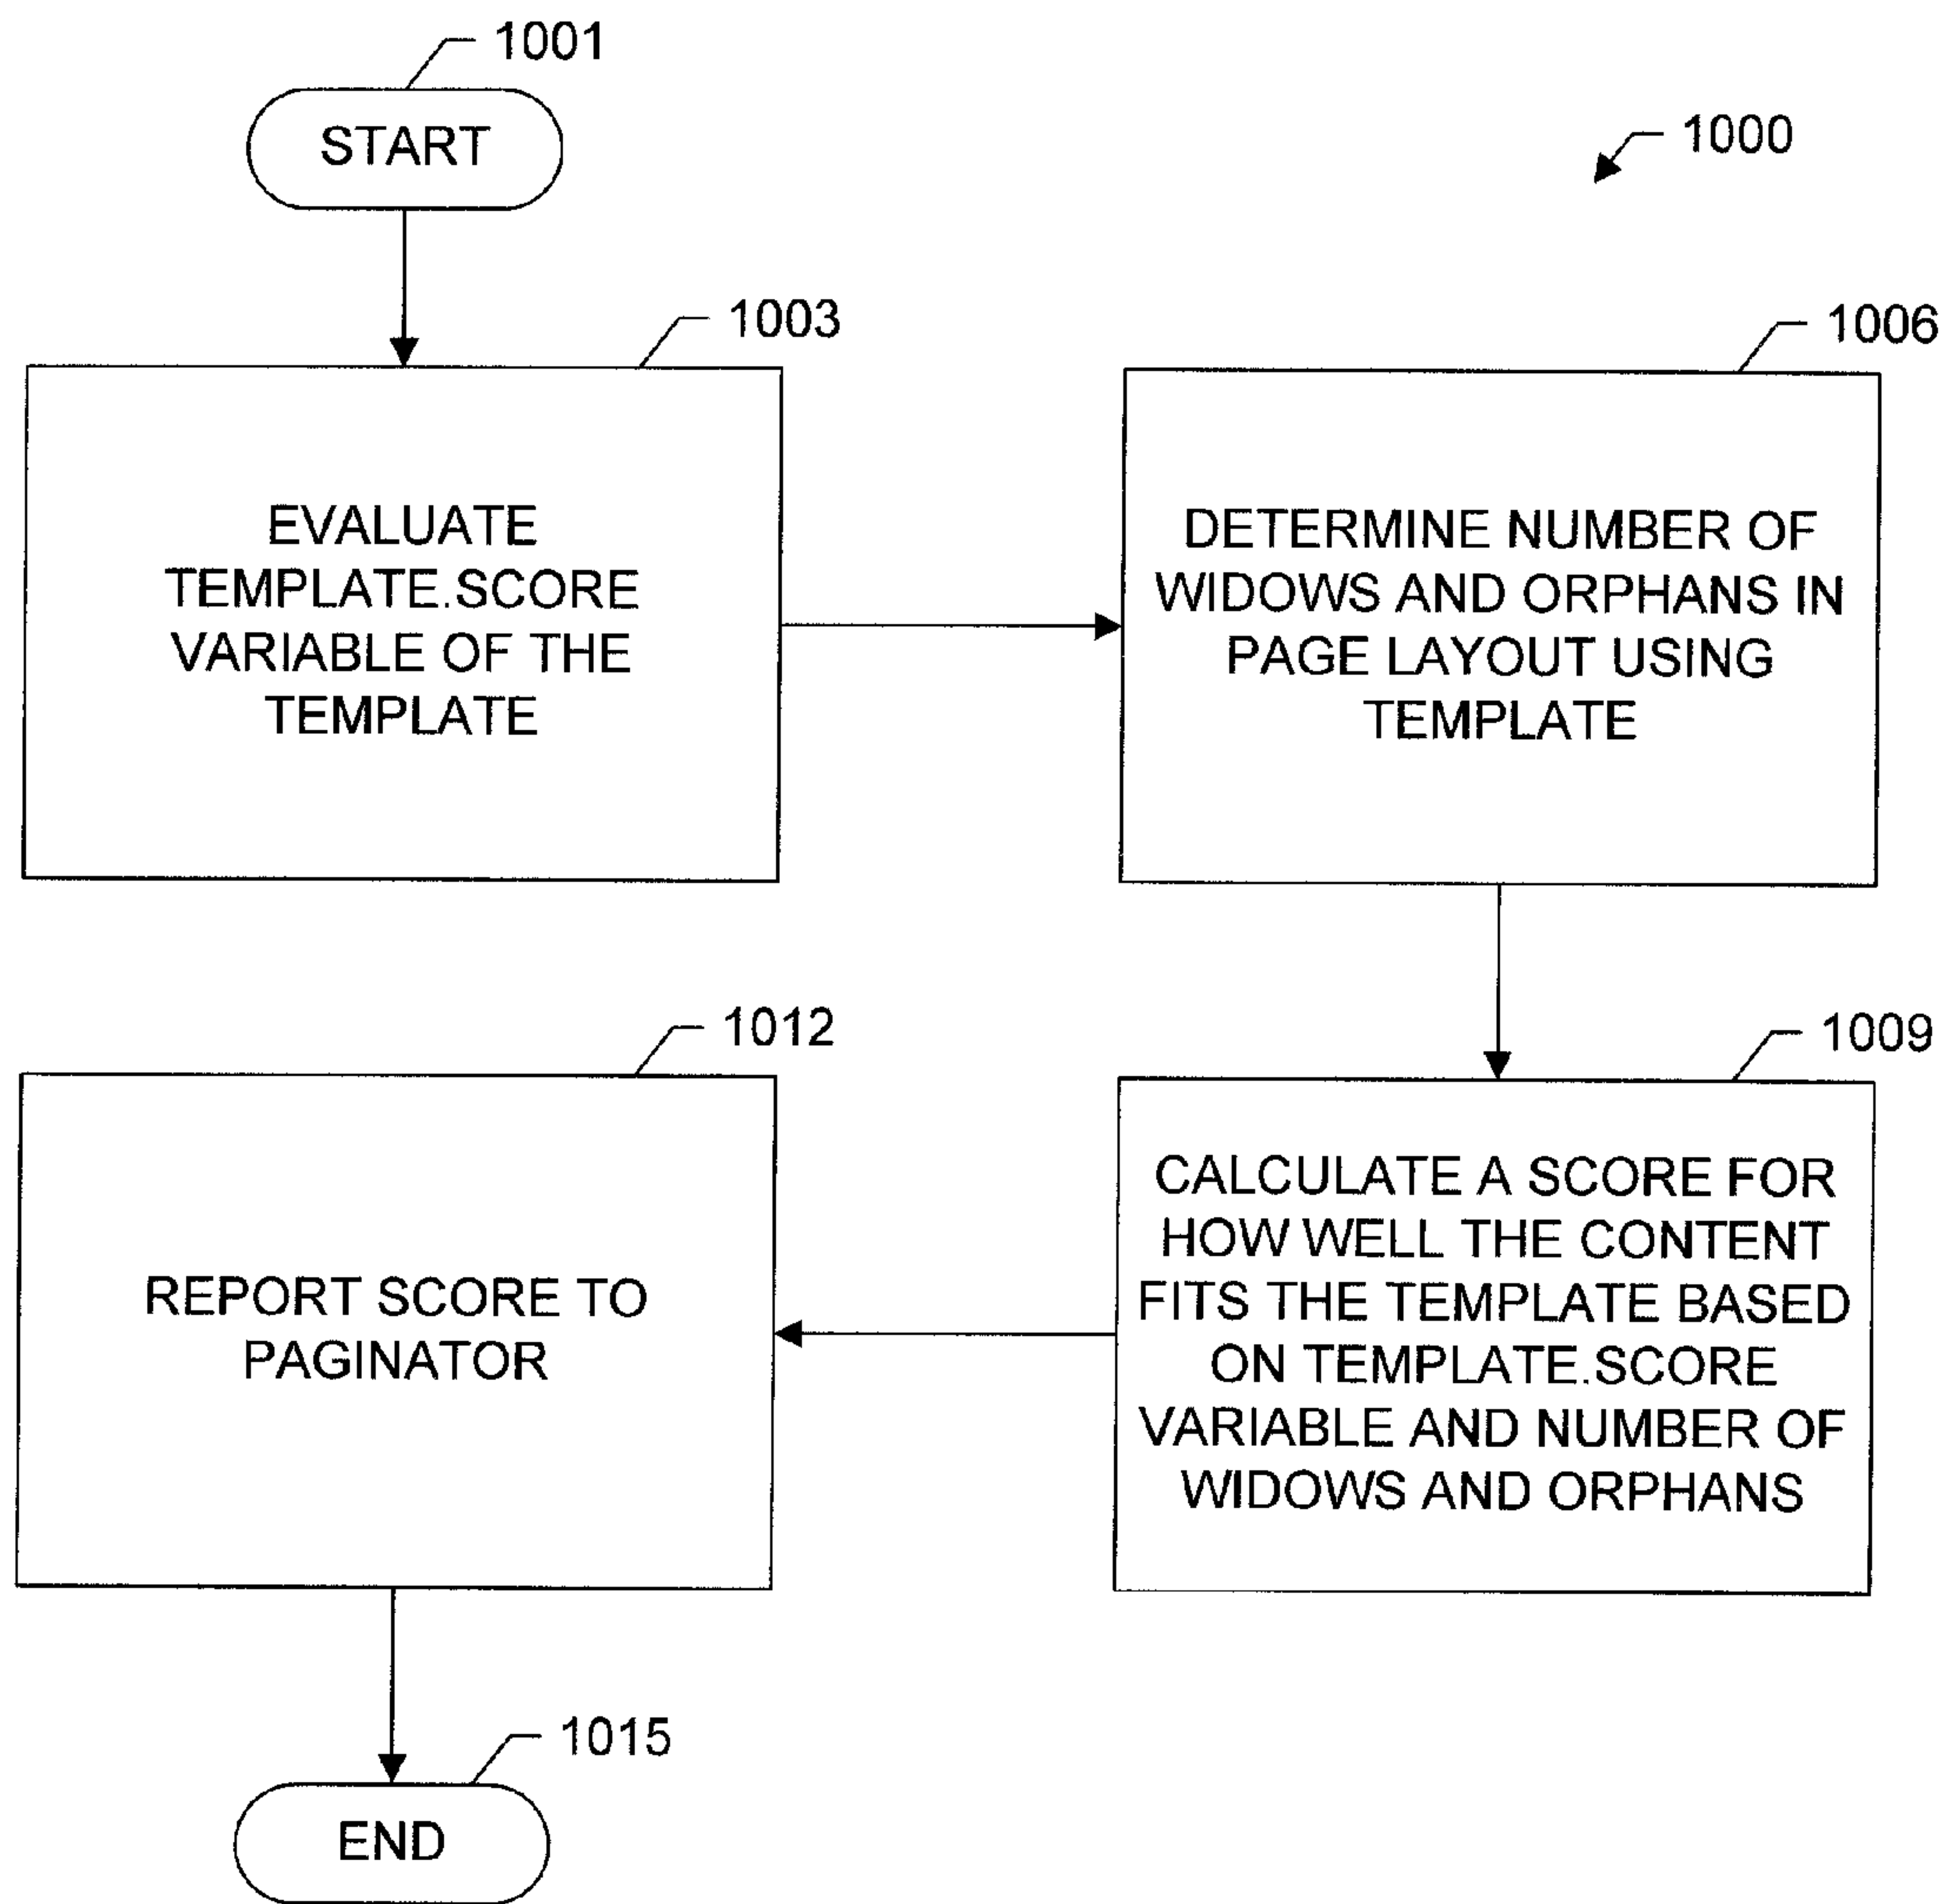 1001
START
1000
1003
EVALUATE
TEMPLATE.SCORE
VARIABLE OF THE
TEMPLATE
1006
DETERMINE NUMBER OF
WIDOWS AND ORPHANS IN
PAGE LAYOUT USING
TEMPLATE
1009
CALCULATE A SCORE FOR
HOW WELL THE CONTENT
FITS THE TEMPLATE BASED
ON TEMPLATE.SCORE
VARIABLE AND NUMBER OF
WIDOWS AND ORPHANS
1012
REPORT SCORE TO
PAGINATOR
1015
END